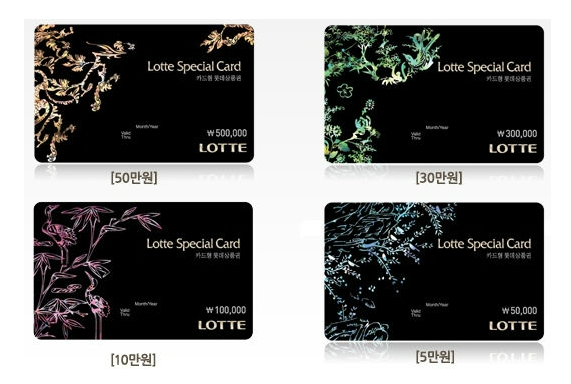 Lotte Special Card
카드형 롯데상품권
Month/Year
Valid
Thru
₩500,000
LOTTE
[50만원]
Lotte Special Card
카드형 롯데상품권
Month/Year
Valid
Thru
₩300,000
LOTTE
[30만원]
Lotte Special Card
카드형 롯데상품권
Month/Year
Valid
Thru
₩100,000
LOTTE
[10만원]
Lotte Special Card
카드형 롯데상품권
Month/Year
Valid
Thru
₩50,000
LOTTE
[5만원]